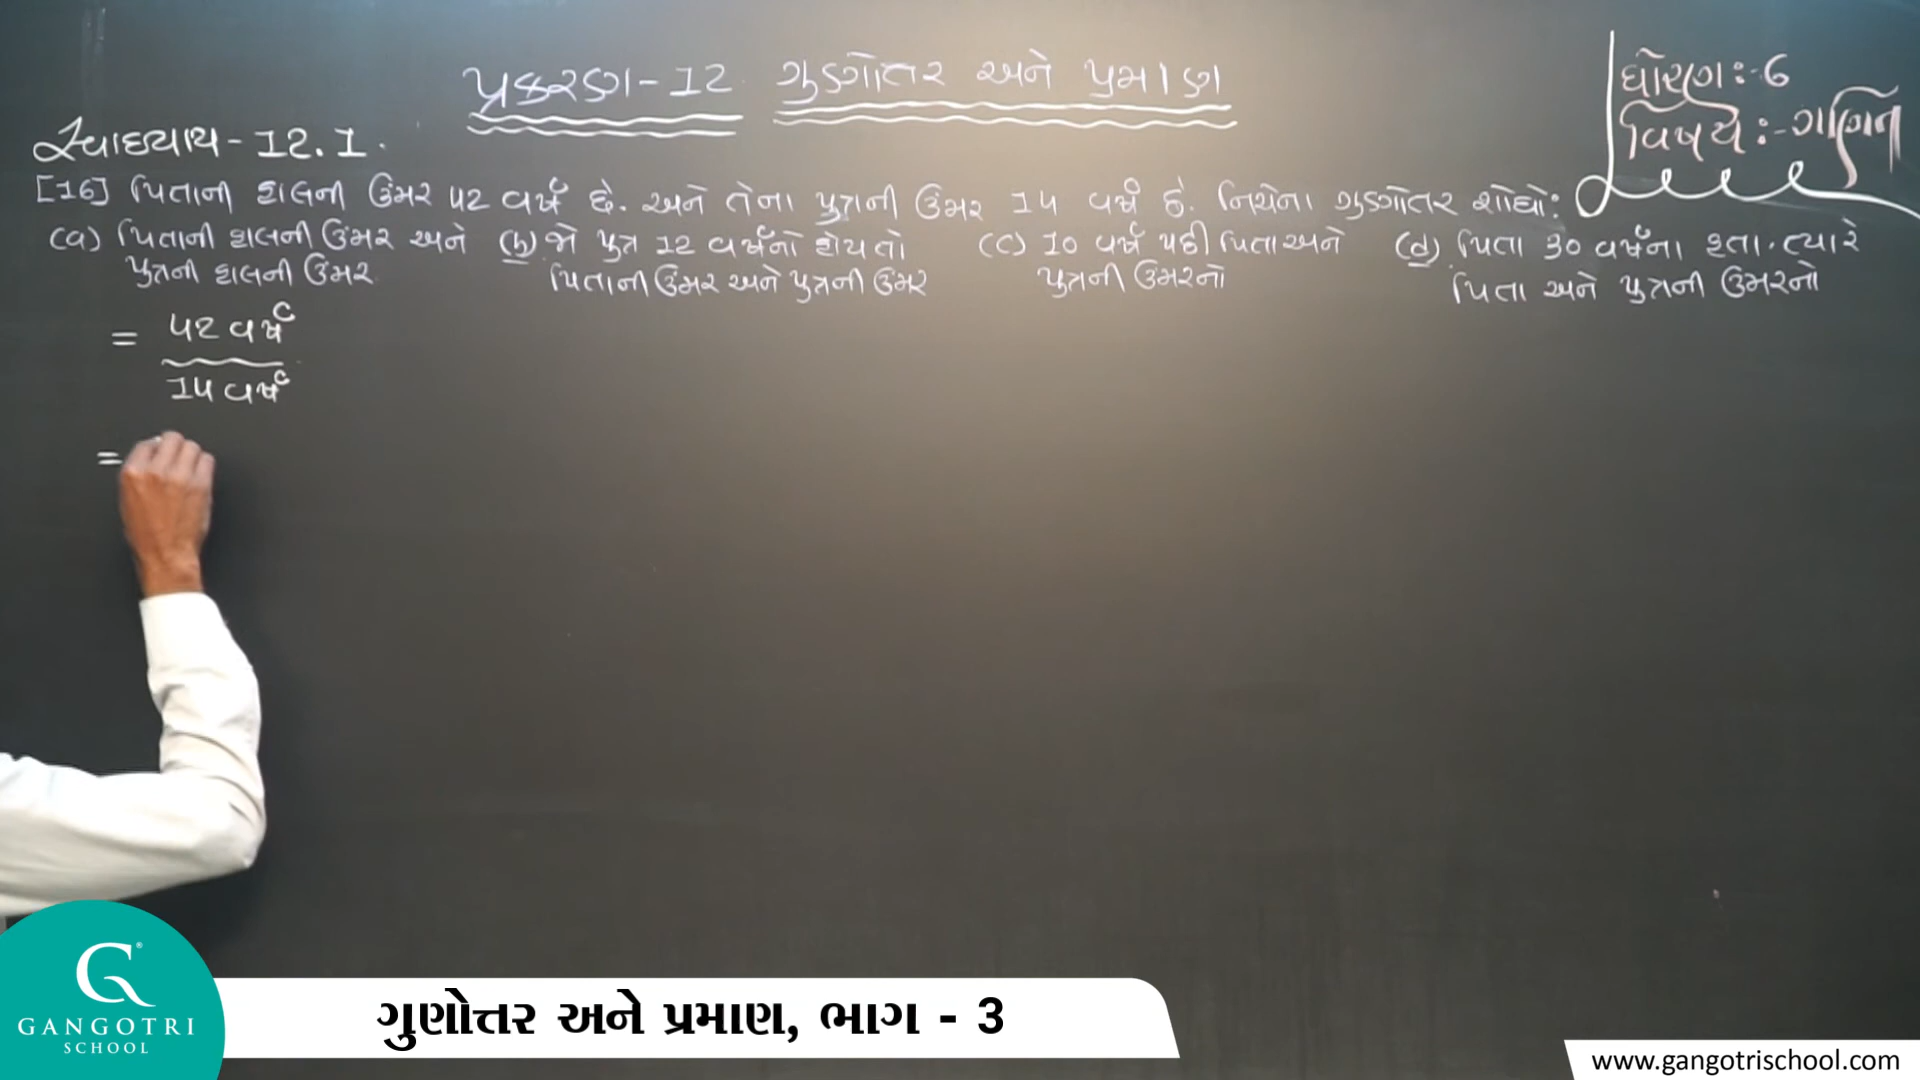 પ્રકરણ-12 ગુણોતર અને પ્રમાણ
ધોરણ:-6
વિષય:-ગણિત
સ્વાધ્યાય-12.1.
[16] પિતાની હાલની ઉંમર 42 વર્ષ છે. અને તેના પુત્રની ઉંમર 14 વર્ષ છે. નિચેના ગુણોતર શોધો:
(a) પિતાની હાલની ઉંમર અને
પુત્રની હાલની ઉંમર
(b) જો પુત્ર 12 વર્ષનો હોય તો
પિતાની ઉંમર અને પુત્રની ઉંમર
(c) 10 વર્ષ પછી પિતા અને
પુત્રની ઉંમરનો
(d) પિતા 30 વર્ષના હતા. ત્યારે
પિતા અને પુત્રની ઉંમરનો
= 42 વર્ષ
14 વર્ષ
=
G®
GANGOTRI
SCHOOL
ગુણોત્તર અને પ્રમાણ, ભાગ - 3
www.gangotrischool.com